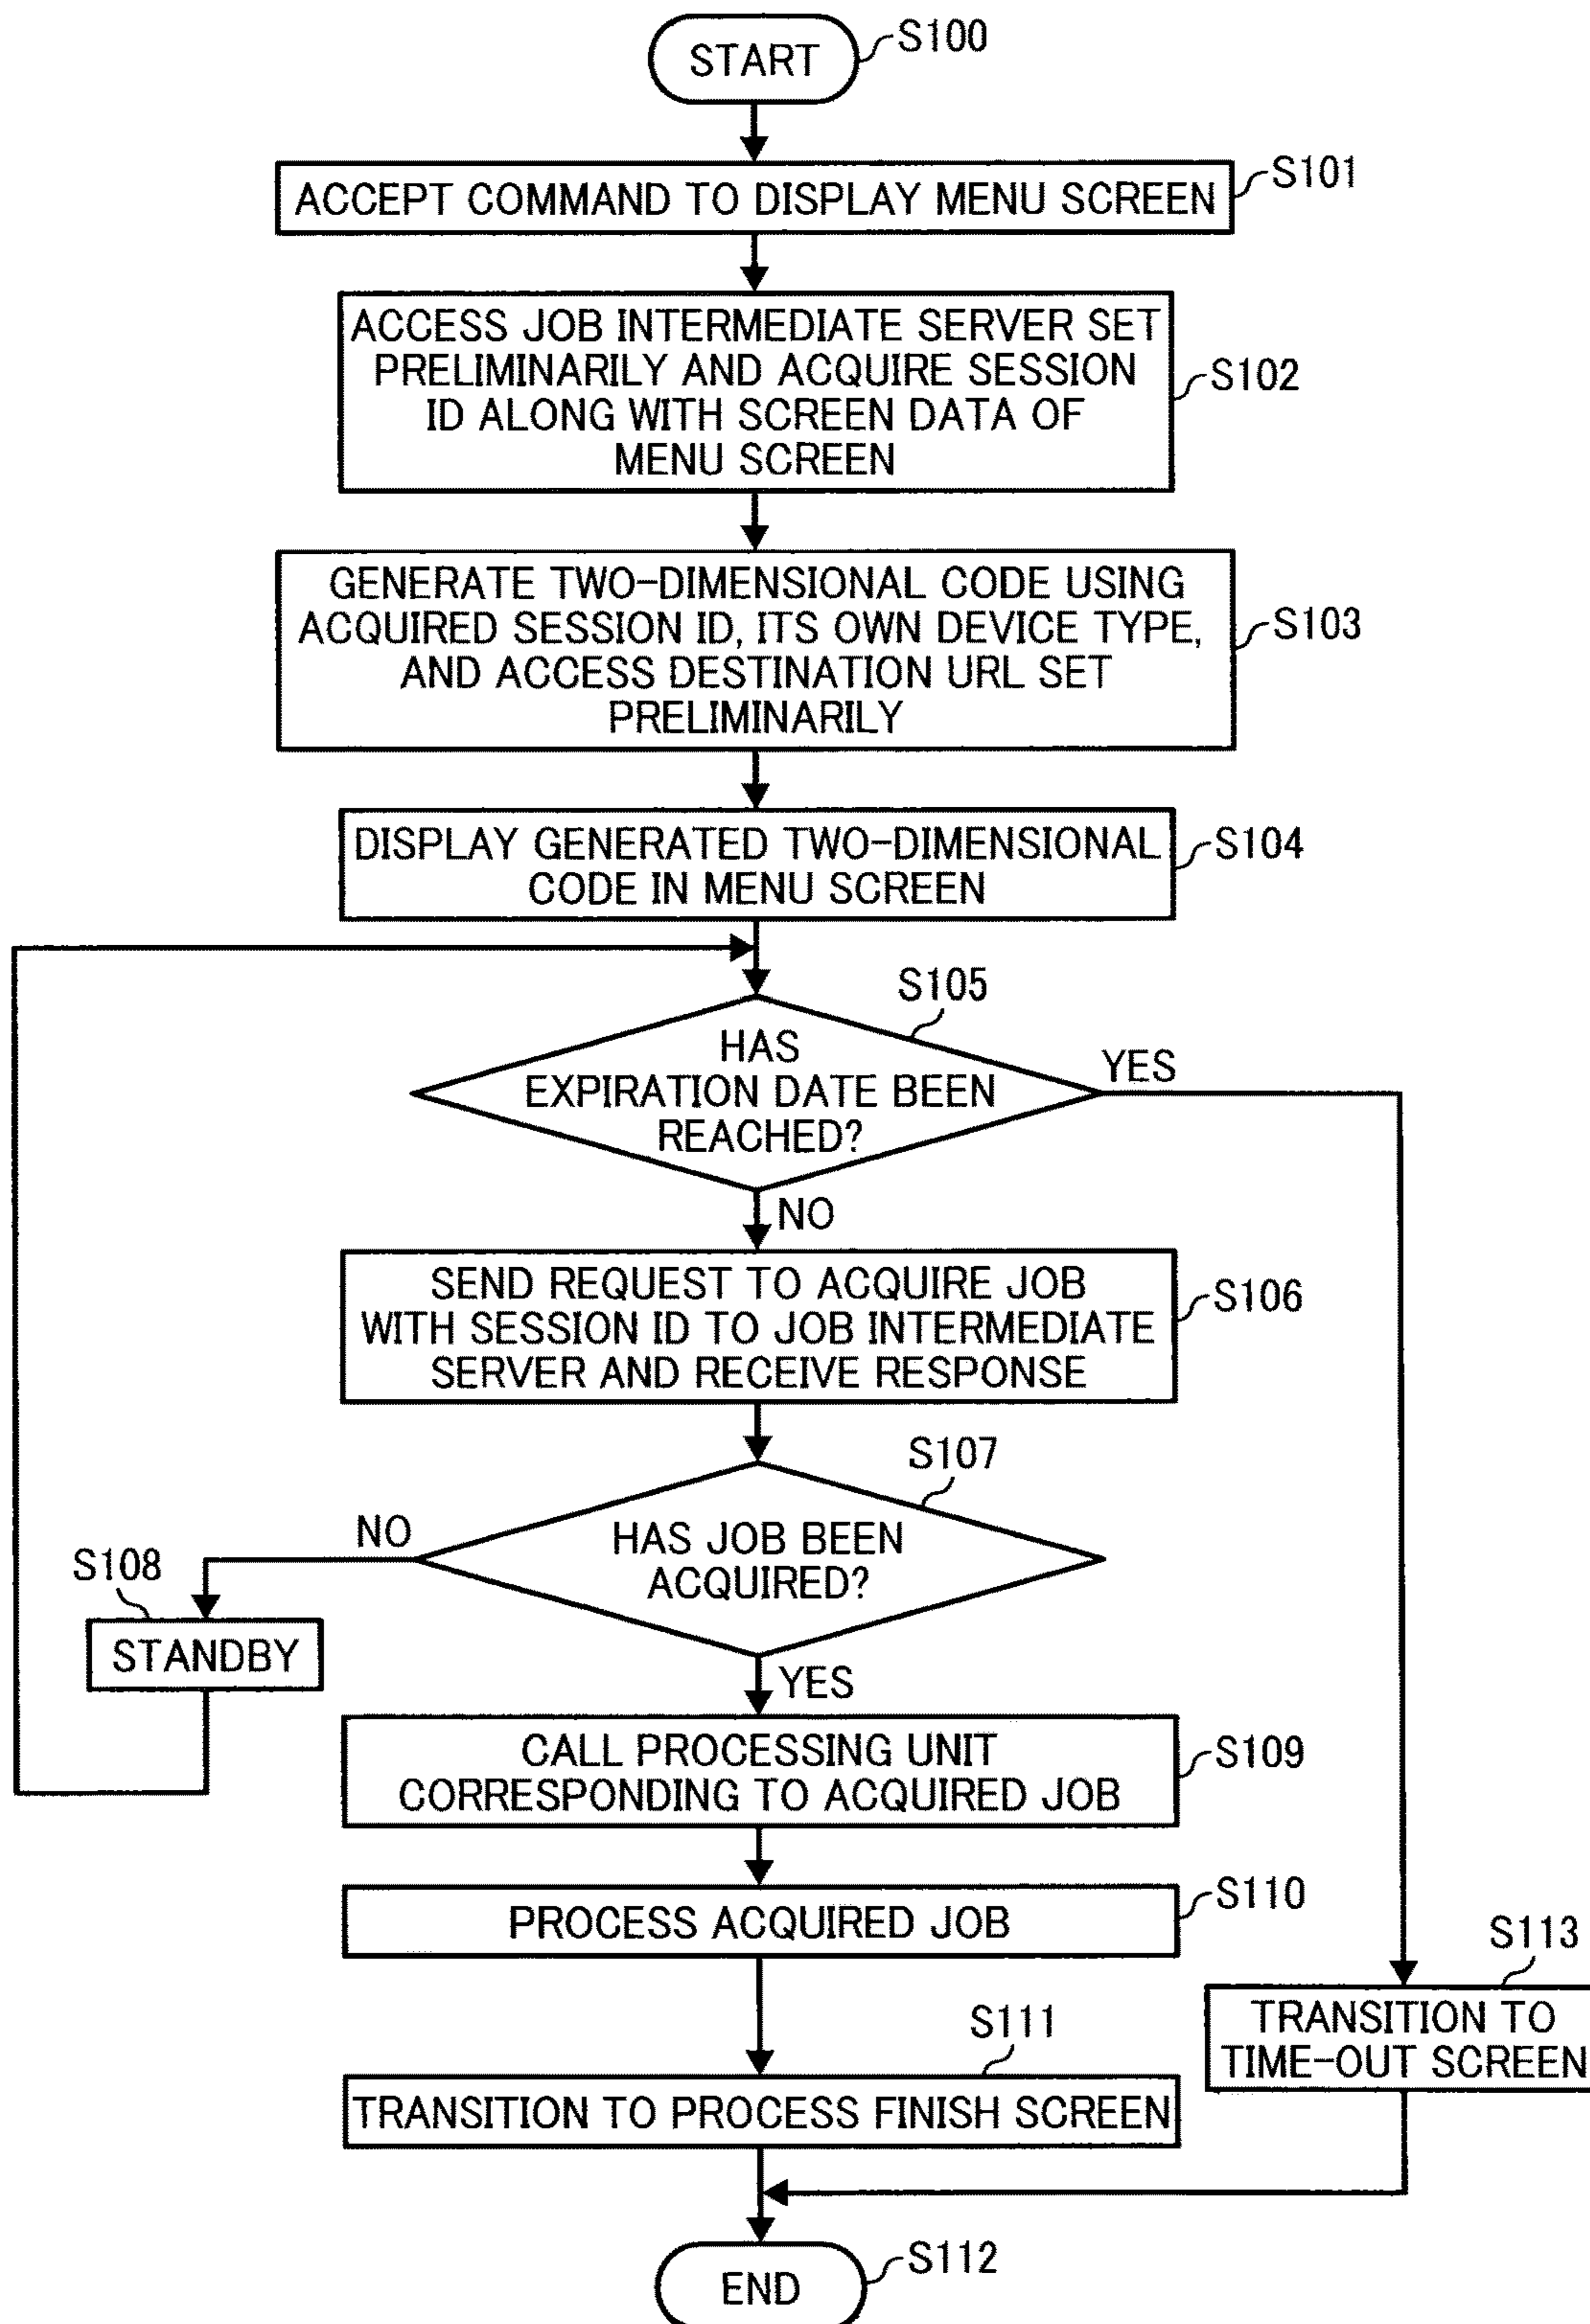 START
S100
ACCEPT COMMAND TO DISPLAY MENU SCREEN
S101
ACCESS JOB INTERMEDIATE SERVER SET
PRELIMINARILY AND ACQUIRE SESSION
ID ALONG WITH SCREEN DATA OF
MENU SCREEN
S102
GENERATE TWO-DIMENSIONAL CODE USING
ACQUIRED SESSION ID, ITS OWN DEVICE TYPE,
AND ACCESS DESTINATION URL SET
PRELIMINARILY
S103
DISPLAY GENERATED TWO-DIMENSIONAL
CODE IN MENU SCREEN
S104
S105
HAS
EXPIRATION DATE BEEN
REACHED?
YES
NO
SEND REQUEST TO ACQUIRE JOB
WITH SESSION ID TO JOB INTERMEDIATE
SERVER AND RECEIVE RESPONSE
S106
S107
HAS JOB BEEN
ACQUIRED?
NO
S108
STANDBY
YES
CALL PROCESSING UNIT
CORRESPONDING TO ACQUIRED JOB
S109
PROCESS ACQUIRED JOB
S110
S113
TRANSITION TO
TIME-OUT SCREEN
S111
TRANSITION TO PROCESS FINISH SCREEN
END
S112